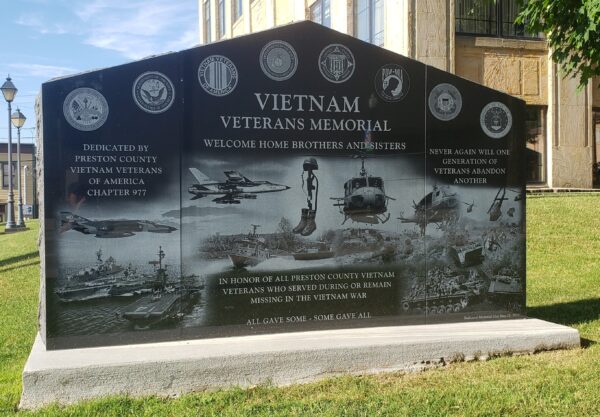 VIETNAM
VETERANS MEMORIAL
WELCOME HOME BROTHERS AND SISTERS
DEDICATED BY
PRESTON COUNTY
VIETNAM VETERANS
OF AMERICA
CHAPTER 977
NEVER AGAIN WILL ONE
GENERATION OF
VETERANS ABANDON
ANOTHER
IN HONOR OF ALL PRESTON COUNTY VIETNAM
VETERANS WHO SERVED DURING OR REMAIN
MISSING IN THE VIETNAM WAR
ALL GAVE SOME - SOME GAVE ALL